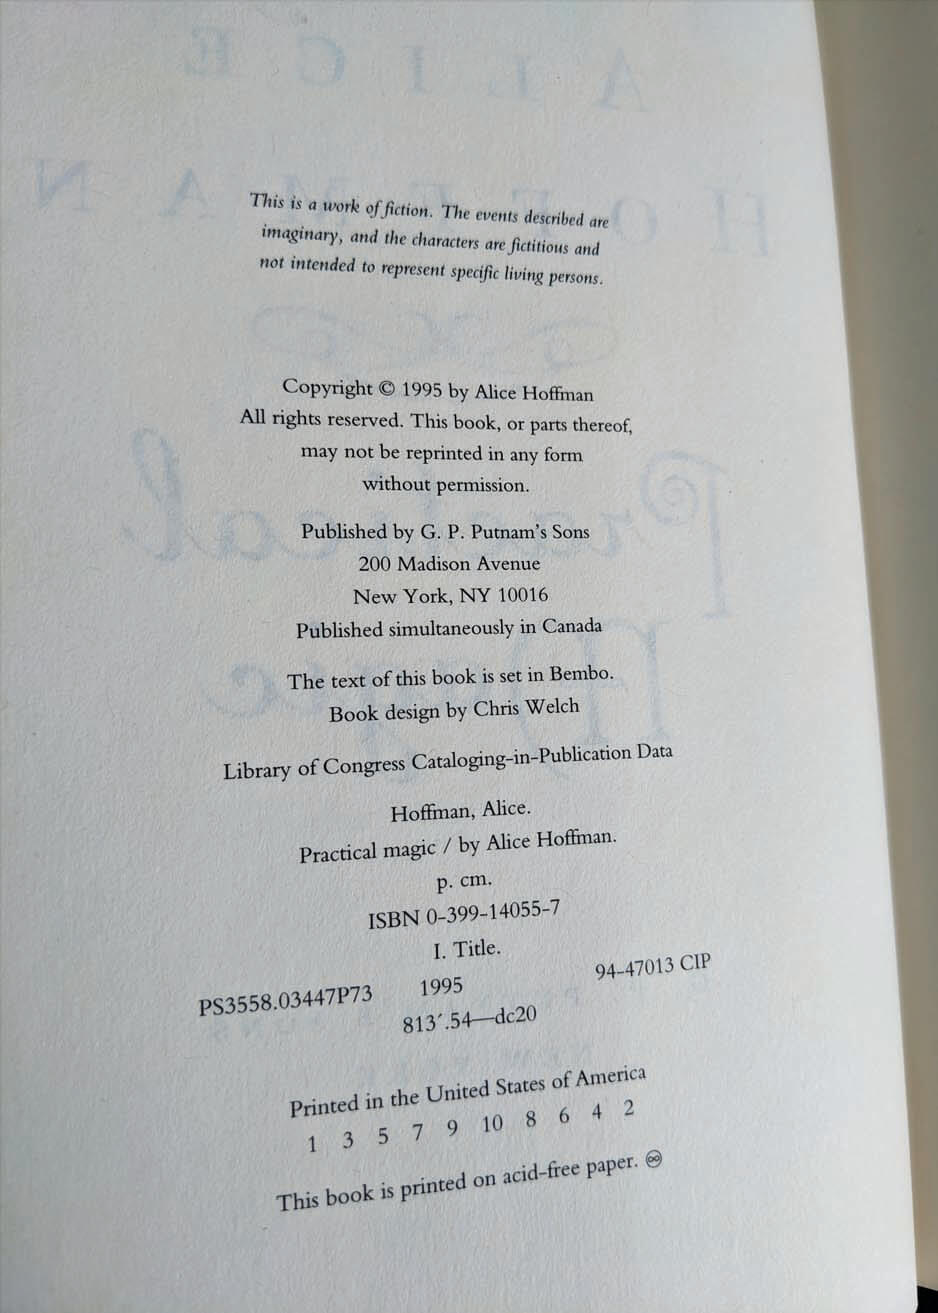 This is a work of fiction. The events described are
imaginary, and the characters are fictitious and
not intended to represent specific living persons.
Copyright © 1995 by Alice Hoffman
All rights reserved. This book, or parts thereof,
may not be reprinted in any form
without permission.
Published by G. P. Putnam's Sons
200 Madison Avenue
New York, NY 10016
Published simultaneously in Canada
The text of this book is set in Bembo.
Book design by Chris Welch
Library of Congress Cataloging-in-Publication Data
Hoffman, Alice.
Practical magic / by Alice Hoffman.
p. cm.
ISBN 0-399-14055-7
I. Title.
PS3558.03447P73 1995 94-47013 CIP
813´.54—dc20
Printed in the United States of America
1 3 5 7 9 10 8 6 4 2
This book is printed on acid-free paper. ♾